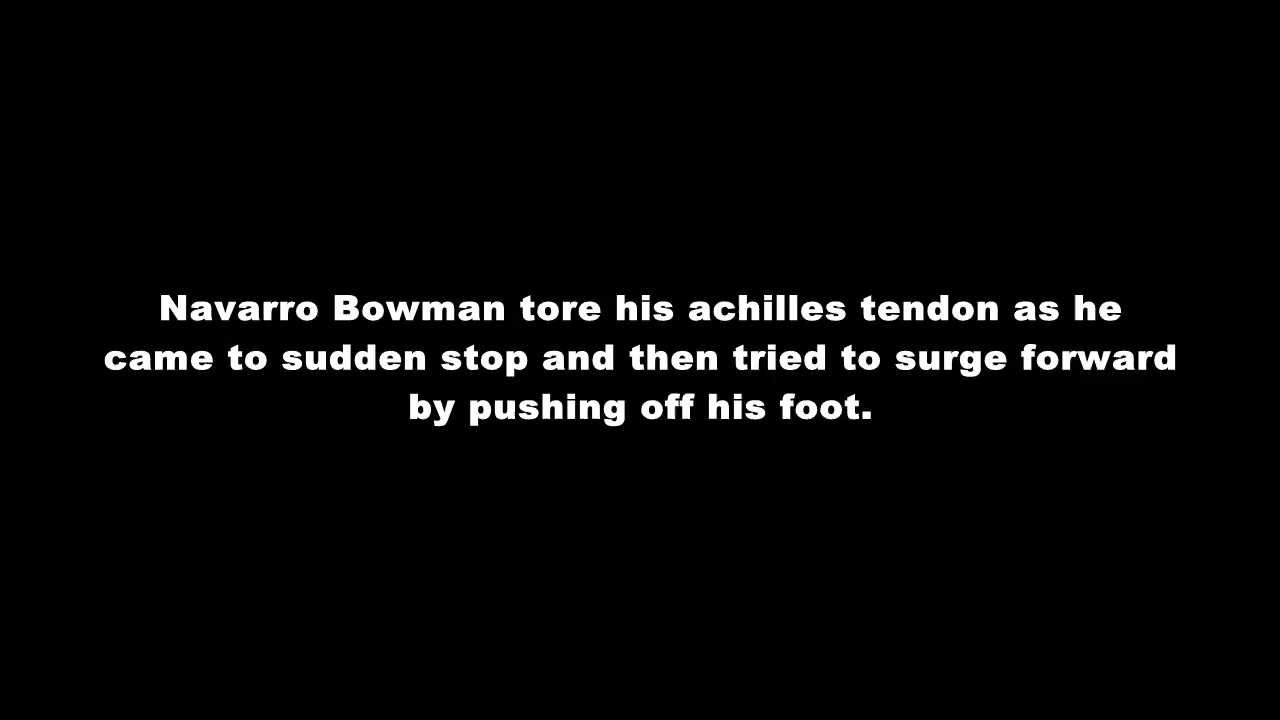 Navarro Bowman tore his achilles tendon as he
came to sudden stop and then tried to surge forward
by pushing off his foot.